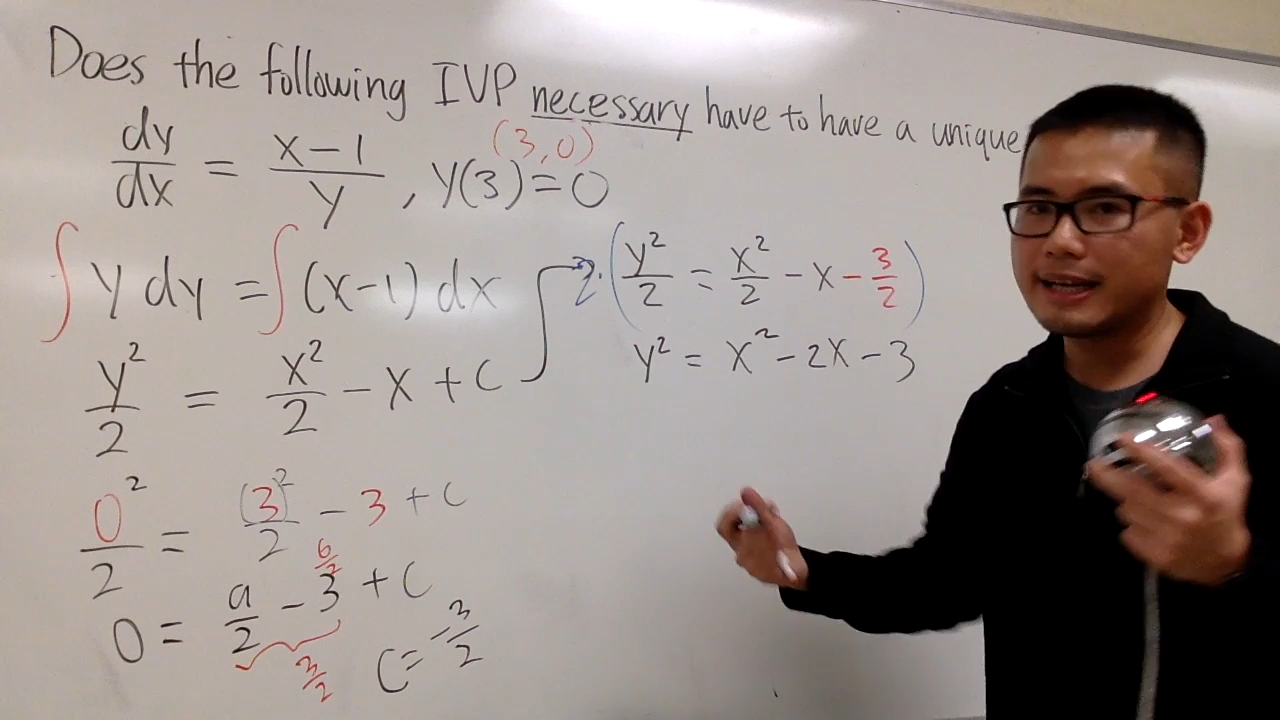 Does the following IVP necessary have to have a unique
(3,0)
dy/dx = (x-1)/y , y(3)=0
∫ y dy = ∫ (x-1) dx
y²/2 = x²/2 - x + C
0²/2 = (3)²/2 - 3 + C
6/2
0 = 9/2 - 3 + C
3/2
C = -3/2
2·( y²/2 = x²/2 - x - 3/2 )
y² = x² - 2x - 3